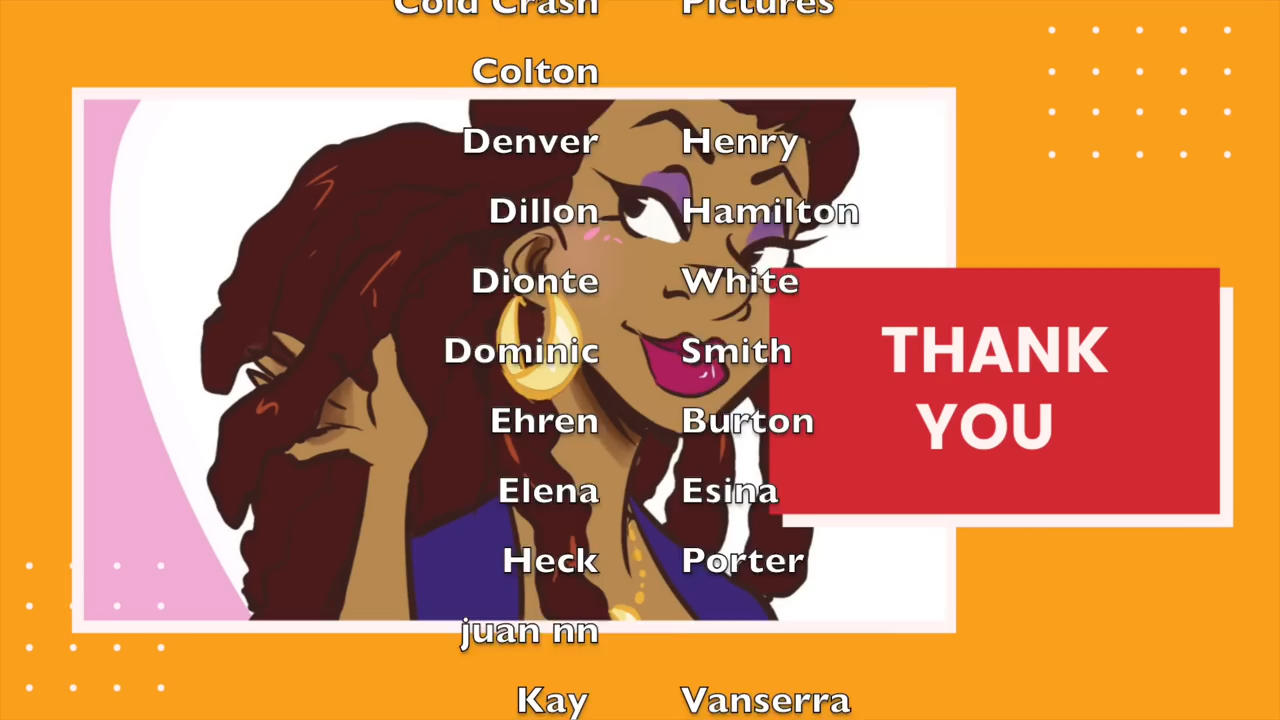 Cold Crash Pictures
Colton
Denver Henry
Dillon Hamilton
Dionte White
Dominic Smith
Ehren Burton
Elena Esina
Heck Porter
juan nn
Kay Vanserra
THANK
YOU